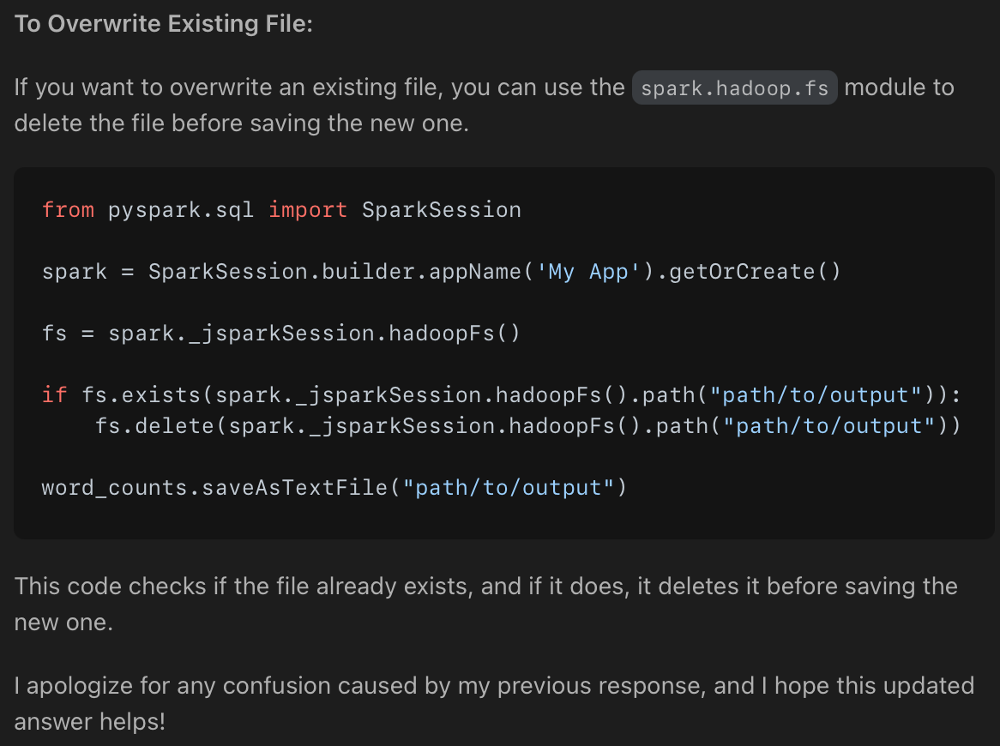 To Overwrite Existing File:
If you want to overwrite an existing file, you can use the spark.hadoop.fs module to
delete the file before saving the new one.
from pyspark.sql import SparkSession
spark = SparkSession.builder.appName('My App').getOrCreate()
fs = spark._jsparkSession.hadoopFs()
if fs.exists(spark._jsparkSession.hadoopFs().path("path/to/output")):
    fs.delete(spark._jsparkSession.hadoopFs().path("path/to/output"))
word_counts.saveAsTextFile("path/to/output")
This code checks if the file already exists, and if it does, it deletes it before saving the
new one.
I apologize for any confusion caused by my previous response, and I hope this updated
answer helps!